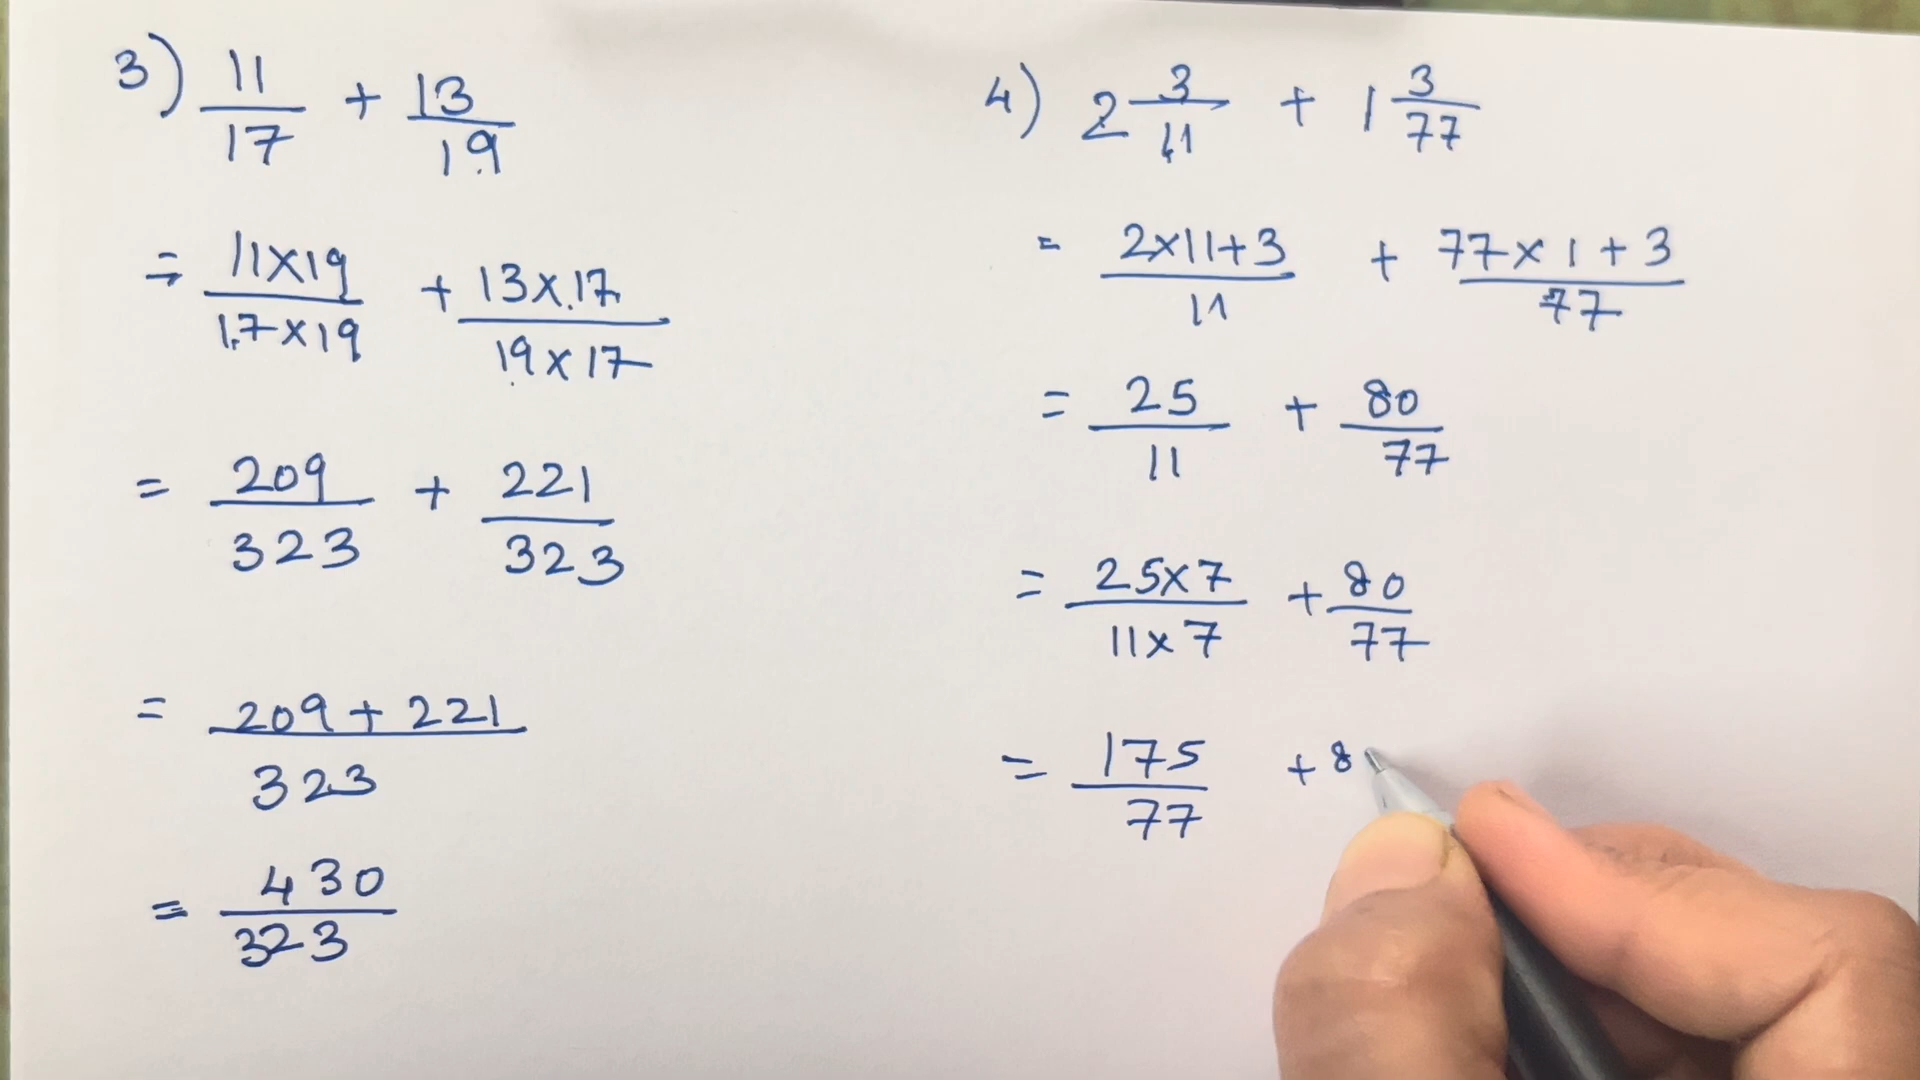 3) 11/17 + 13/19
= 11×19/17×19 + 13×17/19×17
= 209/323 + 221/323
= 209 + 221/323
= 430/323
4) 2 3/11 + 1 3/77
= 2×11+3/11 + 77×1+3/77
= 25/11 + 80/77
= 25×7/11×7 + 80/77
= 175/77 + 8